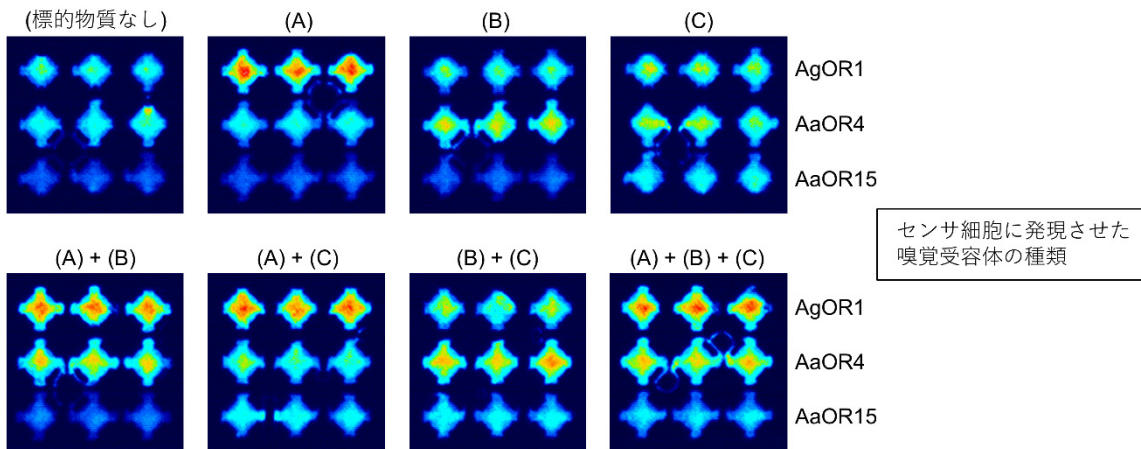 (標的物質なし)
(A)
(B)
(C)
AgOR1
AaOR4
AaOR15
センサ細胞に発現させた
嗅覚受容体の種類
(A) + (B)
(A) + (C)
(B) + (C)
(A) + (B) + (C)
AgOR1
AaOR4
AaOR15